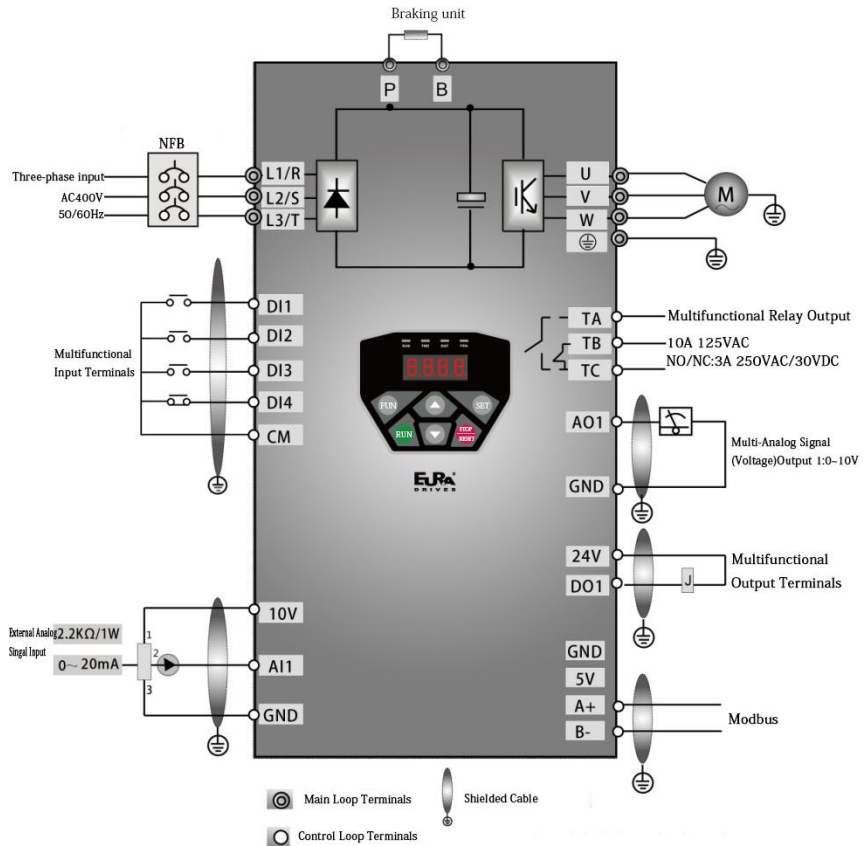 Braking unit
P B
NFB
Three-phase input
AC400V
50/60Hz
L1/R
L2/S
L3/T
U
V
W
M
Multifunctional
Input Terminals
DI1
DI2
DI3
DI4
CM
TA
TB
TC
Multifunctional Relay Output
10A 125VAC
NO/NC:3A 250VAC/30VDC
8.8.8.8
FUN
SET
RUN
STOP
RESET
EURA
DRIVES
AO1
GND
Multi-Analog Signal
(Voltage)Output 1:0~10V
24V
DO1
J
Multifunctional
Output Terminals
External Analog
Singal Input
2.2KΩ/1W
0~ 20mA
1
2
3
10V
AI1
GND
GND
5V
A+
B-
Modbus
Main Loop Terminals
Shielded Cable
Control Loop Terminals